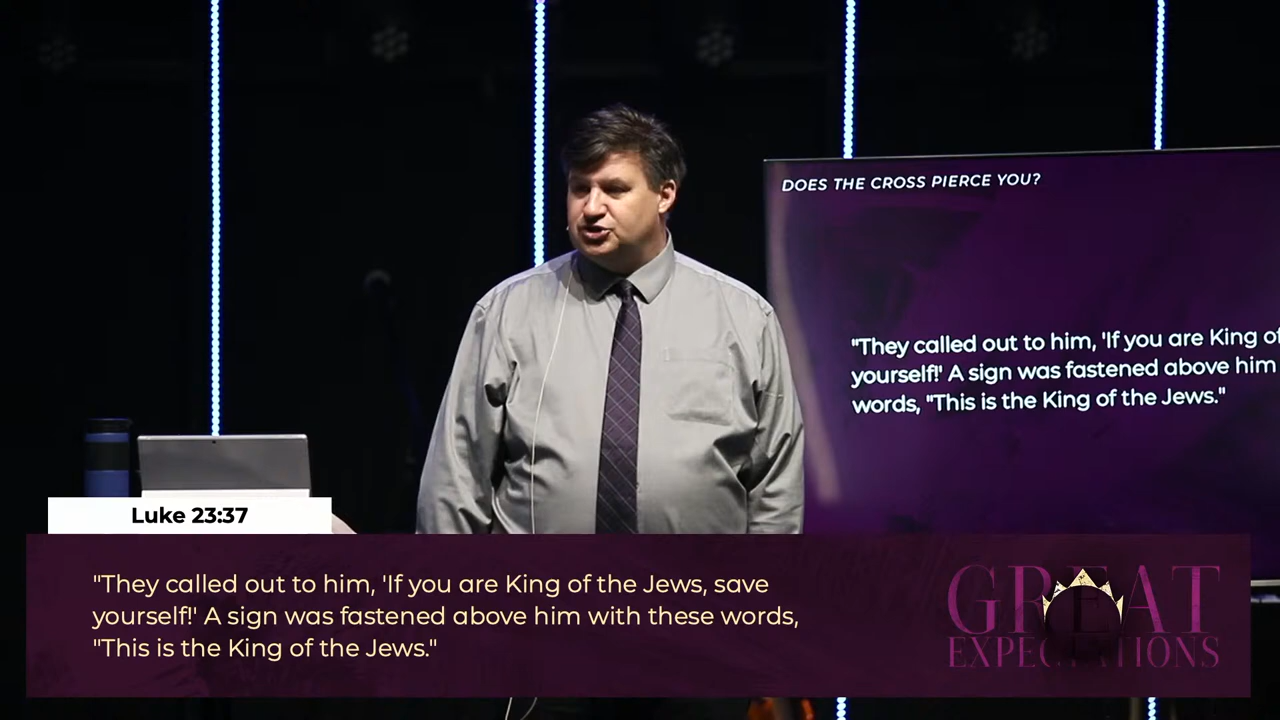 DOES THE CROSS PIERCE YOU?
"They called out to him, 'If you are King of
yourself!' A sign was fastened above him
words, "This is the King of the Jews."
Luke 23:37
"They called out to him, 'If you are King of the Jews, save
yourself!' A sign was fastened above him with these words,
"This is the King of the Jews."
GREAT
EXPECTATIONS